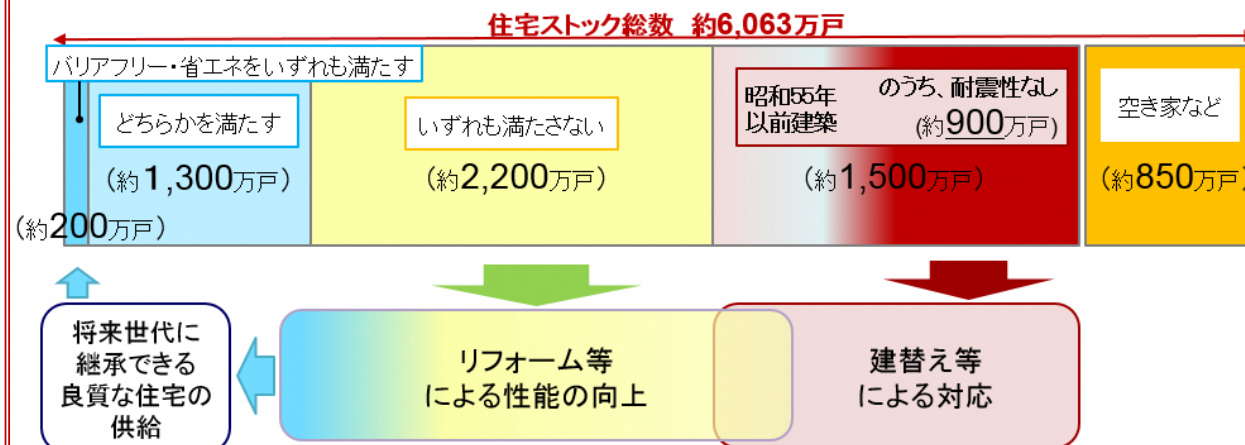 住宅ストック総数 約6,063万戸
バリアフリー・省エネをいずれも満たす
どちらかを満たす
(約1,300万戸)
(約200万戸)
いずれも満たさない
(約2,200万戸)
昭和55年
以前建築
のうち、耐震性なし
(約900万戸)
(約1,500万戸)
空き家など
(約850万戸)
将来世代に
継承できる
良質な住宅の
供給
リフォーム等
による性能の向上
建替え等
による対応